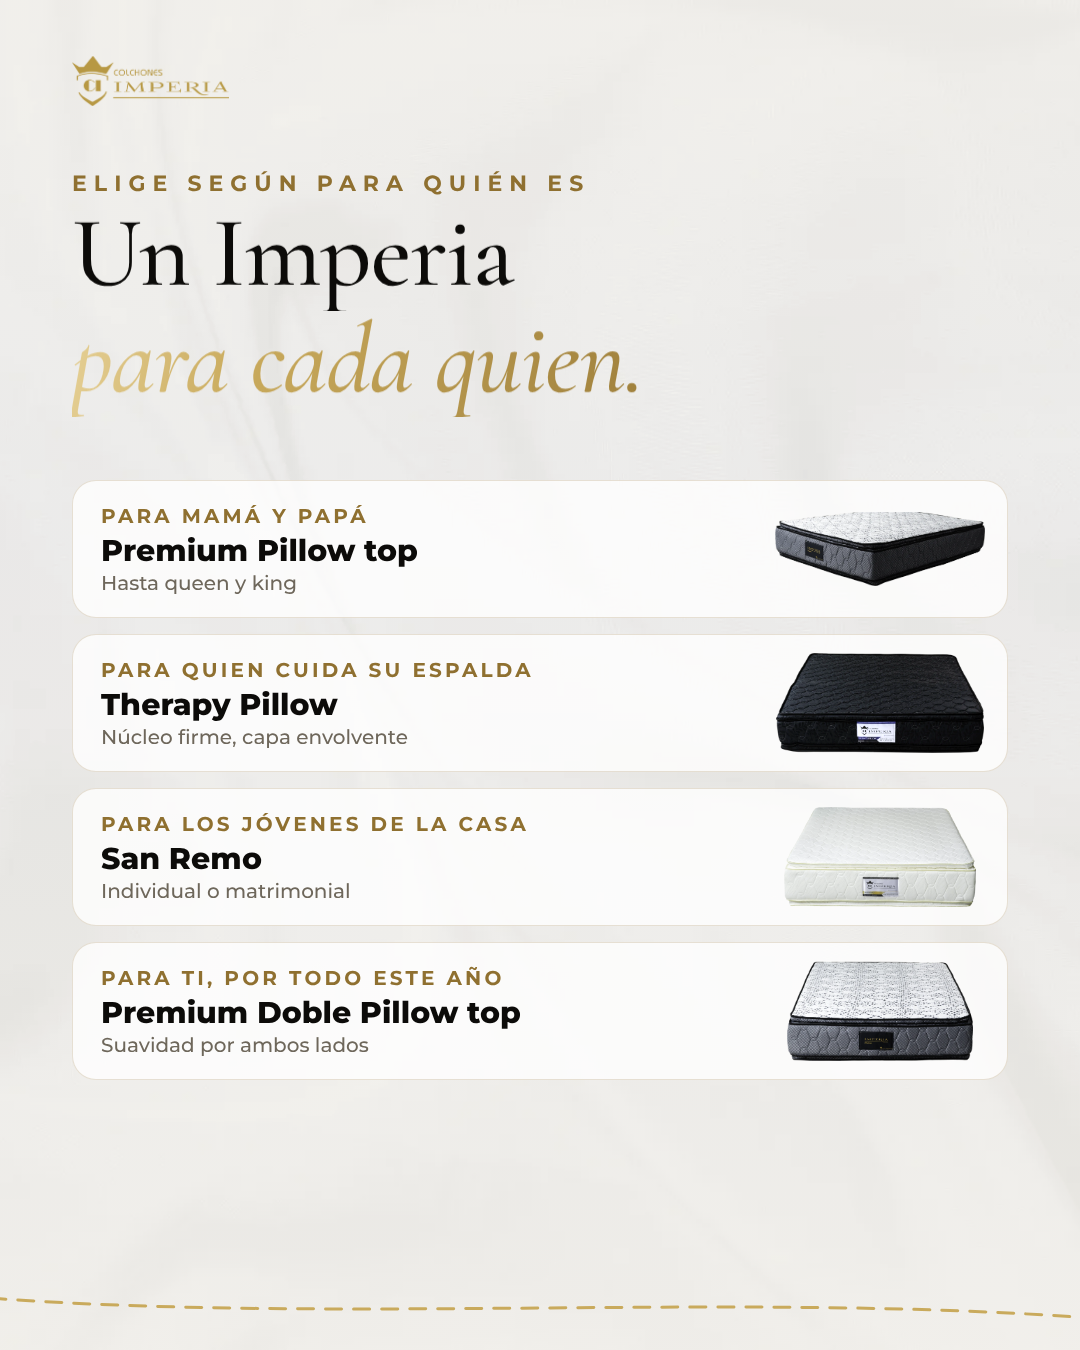 COLCHONES
IMPERIA
ELIGE SEGÚN PARA QUIÉN ES
Un Imperia
para cada quien.
PARA MAMÁ Y PAPÁ
Premium Pillow top
Hasta queen y king
PARA QUIEN CUIDA SU ESPALDA
Therapy Pillow
Núcleo firme, capa envolvente
PARA LOS JÓVENES DE LA CASA
San Remo
Individual o matrimonial
PARA TI, POR TODO ESTE AÑO
Premium Doble Pillow top
Suavidad por ambos lados